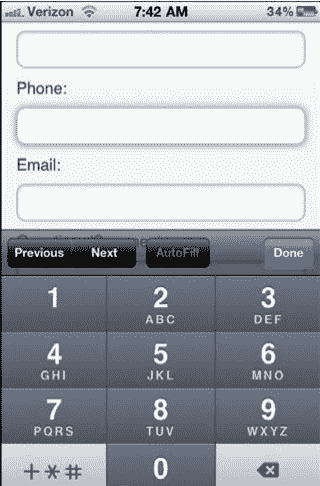 Verizon 7:42 AM 34%
Phone:
Email:
Previous Next AutoFill Done
1 2 3
ABC DEF
4 5 6
GHI JKL MNO
7 8 9
PQRS TUV WXYZ
+*# 0